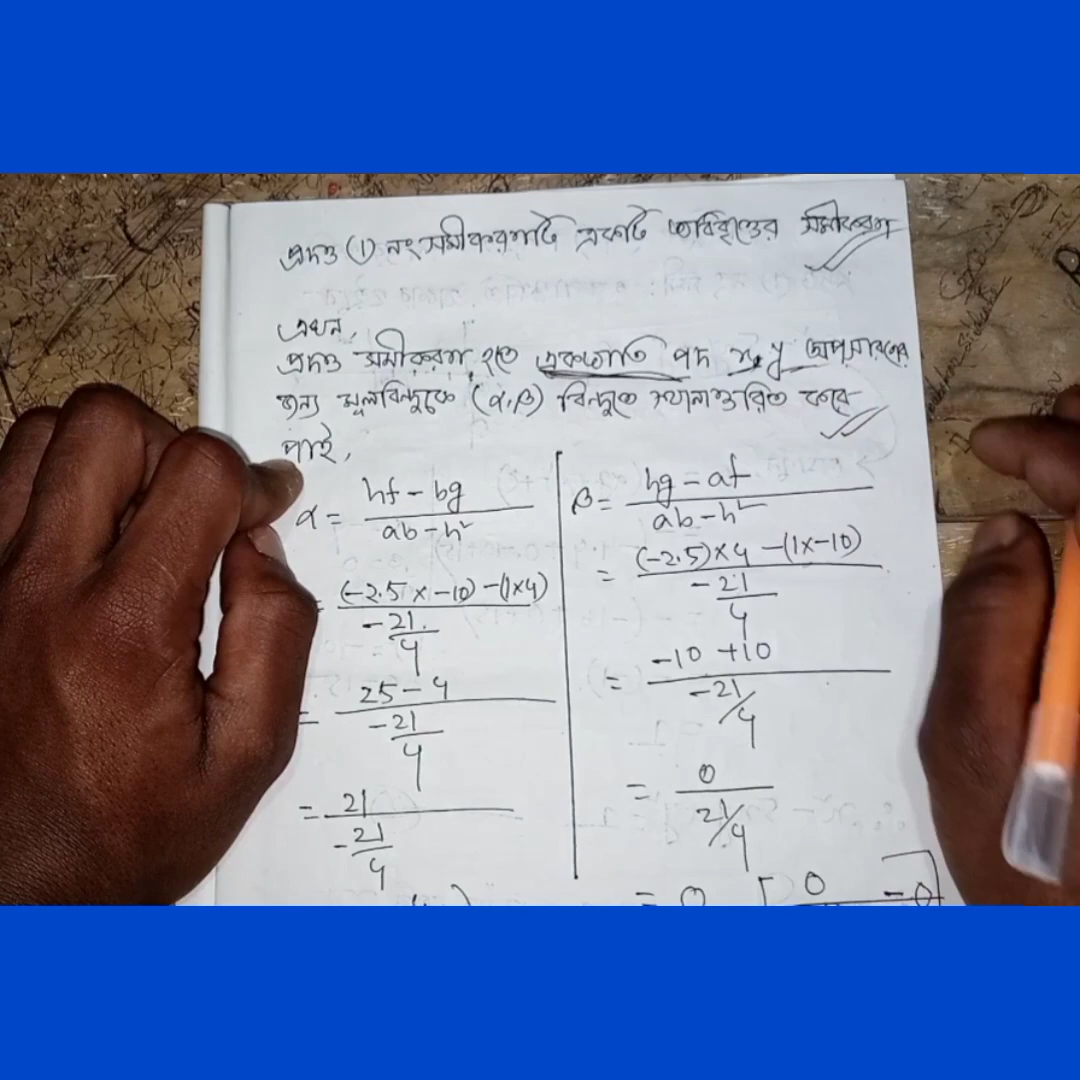 প্রদত্ত (1) নং সমীকরণটি একটি অধিবৃত্তের সমীকরণ
এখন,
প্রদত্ত সমীকরণ হতে একঘাতি পদ x, y অপসারণের
জন্য মূলবিন্দুকে (α,β) বিন্দুতে স্থানান্তরিত করে
পাই,
α = hf - bg / ab - h²
= (-2.5 × -10) - (1×4) / -21/4
= 25 - 4 / -21/4
= 21 / -21/4
β = hg = af / ab - h²
= (-2.5)×4 - (1×-10) / -21/4
= -10 + 10 / -21/4
= 0 / 21/4
= 0 [ 0 = 0 ]